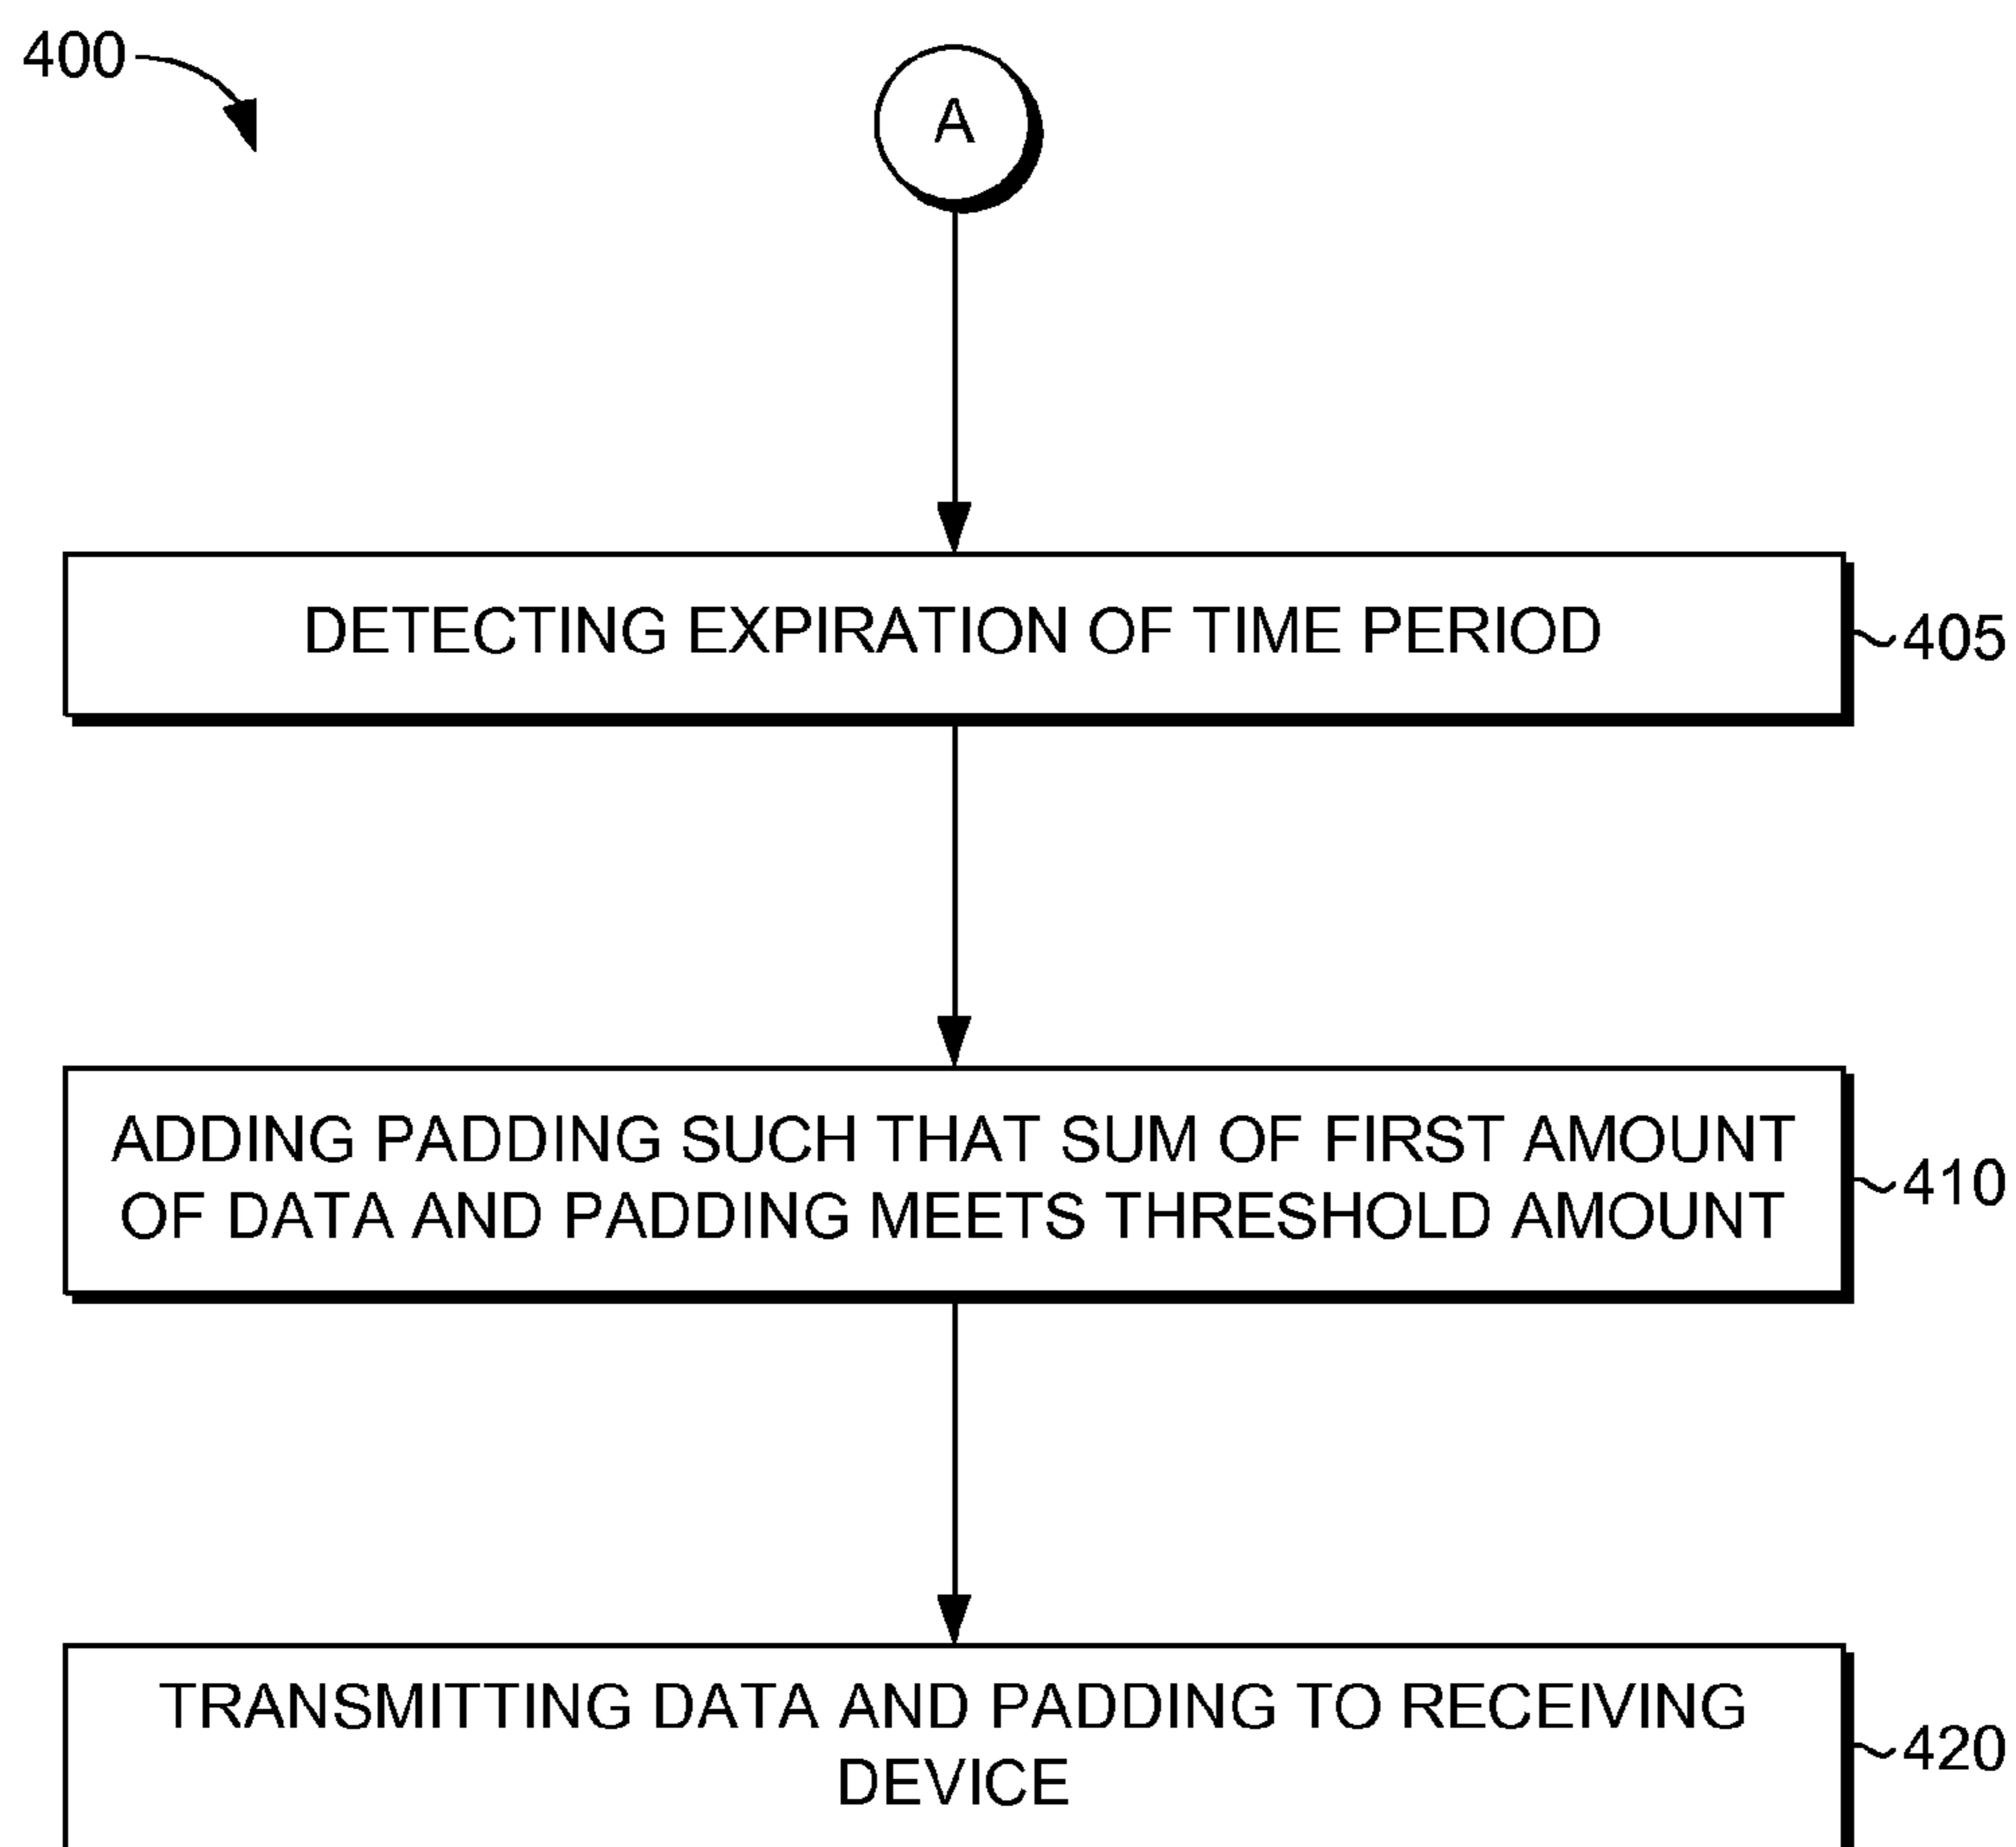 400
A
DETECTING EXPIRATION OF TIME PERIOD
405
ADDING PADDING SUCH THAT SUM OF FIRST AMOUNT
OF DATA AND PADDING MEETS THRESHOLD AMOUNT
410
TRANSMITTING DATA AND PADDING TO RECEIVING
DEVICE
420